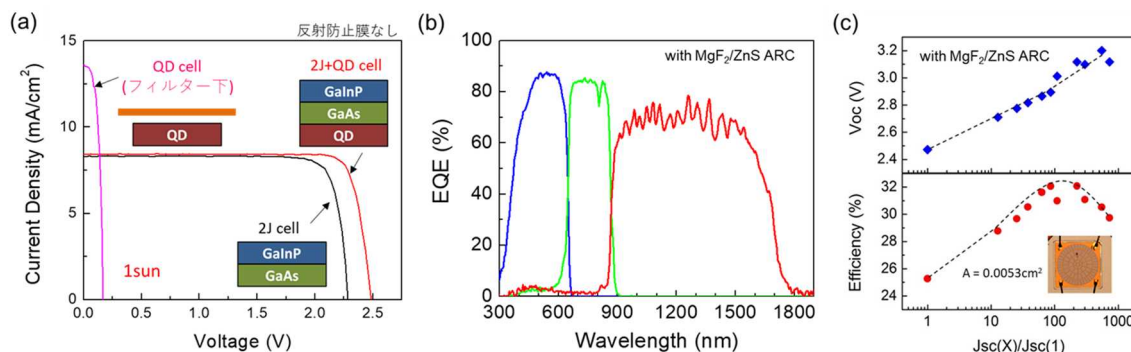 (a)
反射防止膜なし
15
10
5
0
Current Density (mA/cm²)
0.0 0.5 1.0 1.5 2.0 2.5
Voltage (V)
QD cell
(フィルター下)
QD
2J+QD cell
GaInP
GaAs
QD
2J cell
GaInP
GaAs
1sun
(b)
with MgF₂/ZnS ARC
100
80
60
40
20
0
EQE (%)
300 600 900 1200 1500 1800
Wavelength (nm)
(c)
with MgF₂/ZnS ARC
3.2
2.8
2.4
Voc (V)
32
30
28
26
24
Efficiency (%)
A = 0.0053cm²
1 10 100 1000
Jsc(X)/Jsc(1)